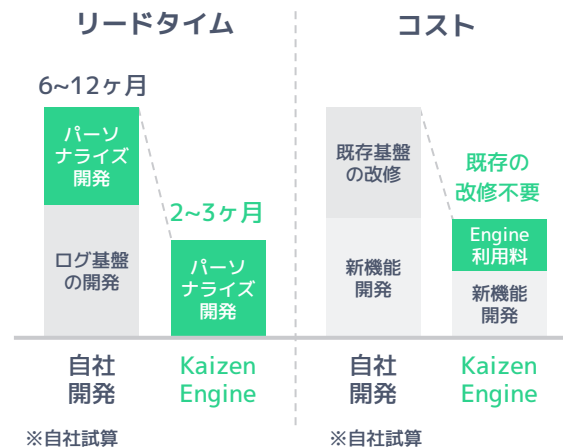 リードタイム
6~12ヶ月
パーソ
ナライズ
開発
ログ基盤
の開発
2~3ヶ月
パーソ
ナライズ
開発
自社
開発
Kaizen
Engine
※自社試算
コスト
既存基盤
の改修
新機能
開発
既存の
改修不要
Engine
利用料
新機能
開発
自社
開発
Kaizen
Engine
※自社試算